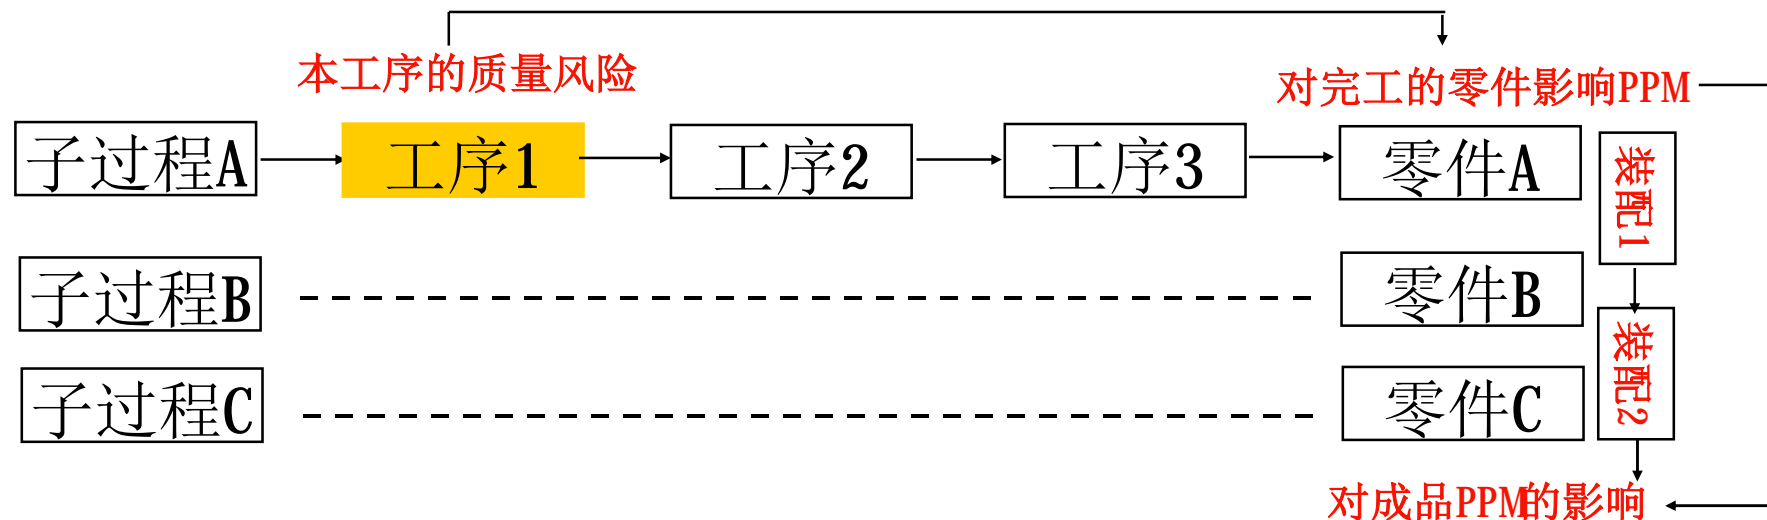 本工序的质量风险
对完工的零件影响PPM
子过程A
工序1
工序2
工序3
零件A
装配1
子过程B
零件B
子过程C
零件C
装配2
对成品PPM的影响